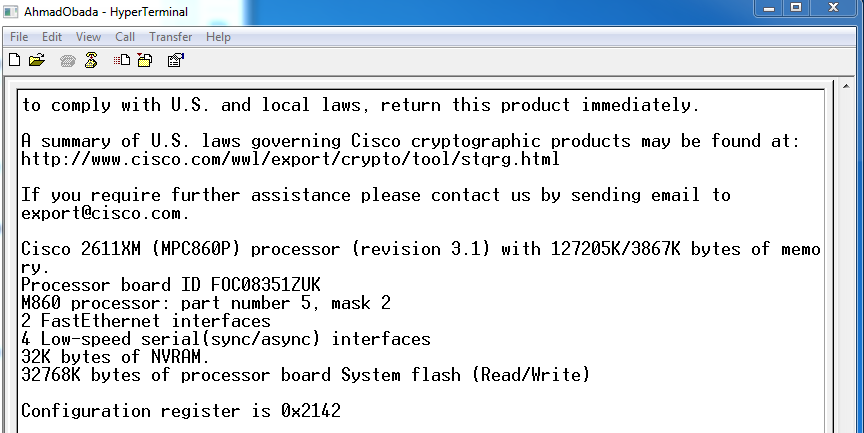 AhmadObada - HyperTerminal
File Edit View Call Transfer Help
to comply with U.S. and local laws, return this product immediately.
A summary of U.S. laws governing Cisco cryptographic products may be found at:
http://www.cisco.com/wwl/export/crypto/tool/stqrg.html
If you require further assistance please contact us by sending email to
export@cisco.com.
Cisco 2611XM (MPC860P) processor (revision 3.1) with 127205K/3867K bytes of memo
ry.
Processor board ID FOC08351ZUK
M860 processor: part number 5, mask 2
2 FastEthernet interfaces
4 Low-speed serial(sync/async) interfaces
32K bytes of NVRAM.
32768K bytes of processor board System flash (Read/Write)
Configuration register is 0x2142